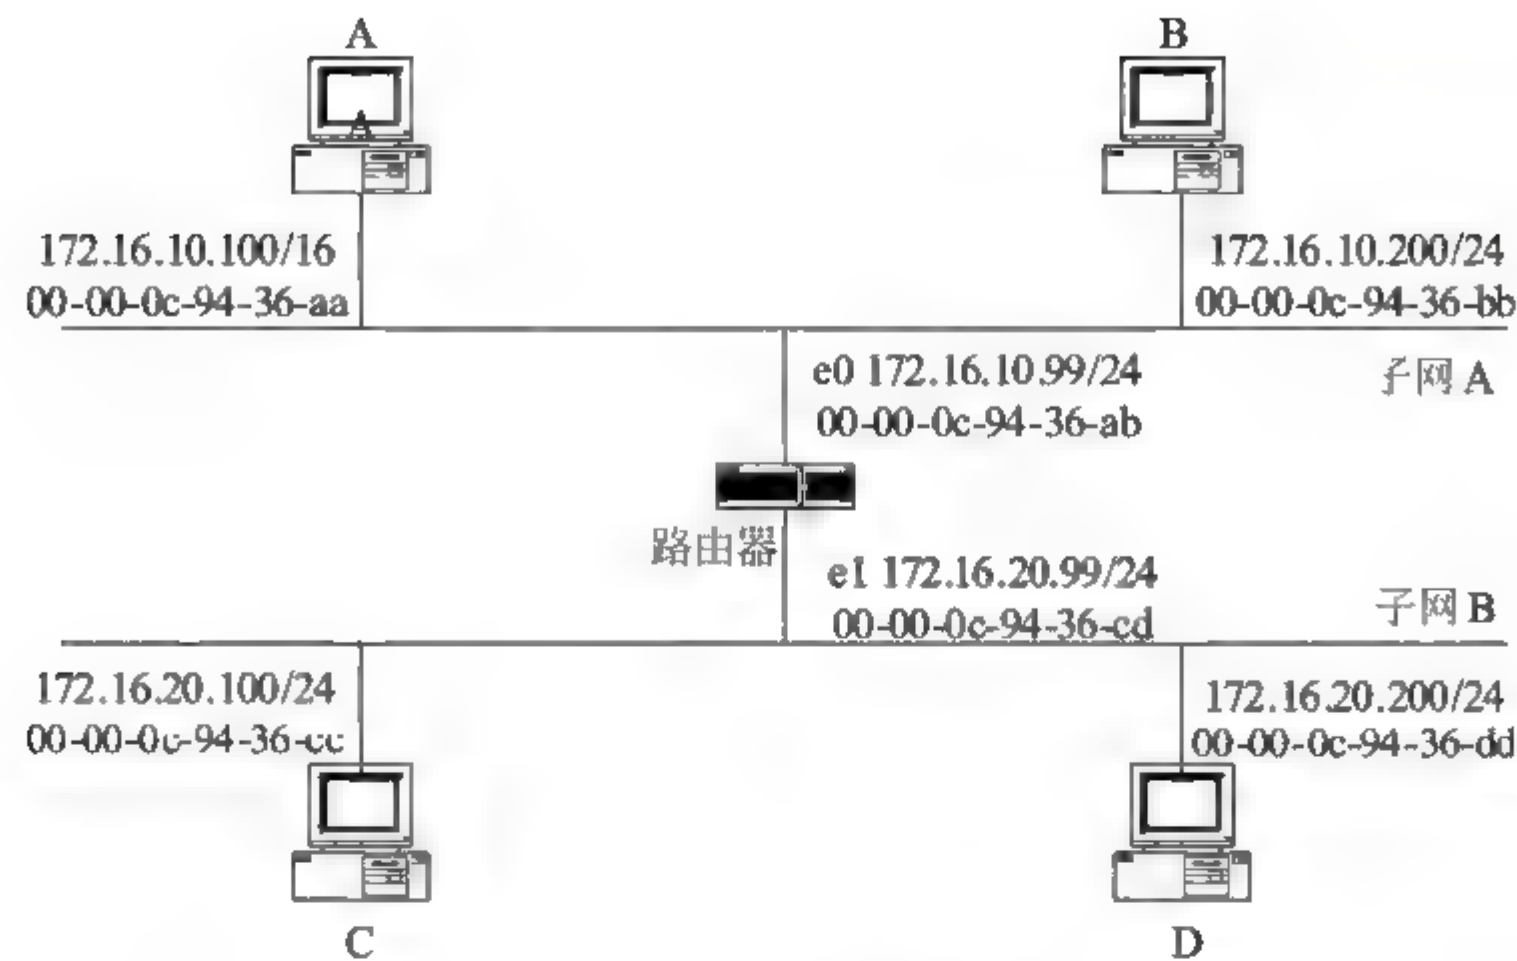 A
B
172.16.10.100/16
00-00-0c-94-36-aa
172.16.10.200/24
00-00-0c-94-36-bb
e0 172.16.10.99/24
00-00-0c-94-36-ab
子网 A
路由器
e1 172.16.20.99/24
00-00-0c-94-36-cd
子网 B
172.16.20.100/24
00-00-0c-94-36-cc
172.16.20.200/24
00-00-0c-94-36-dd
C
D